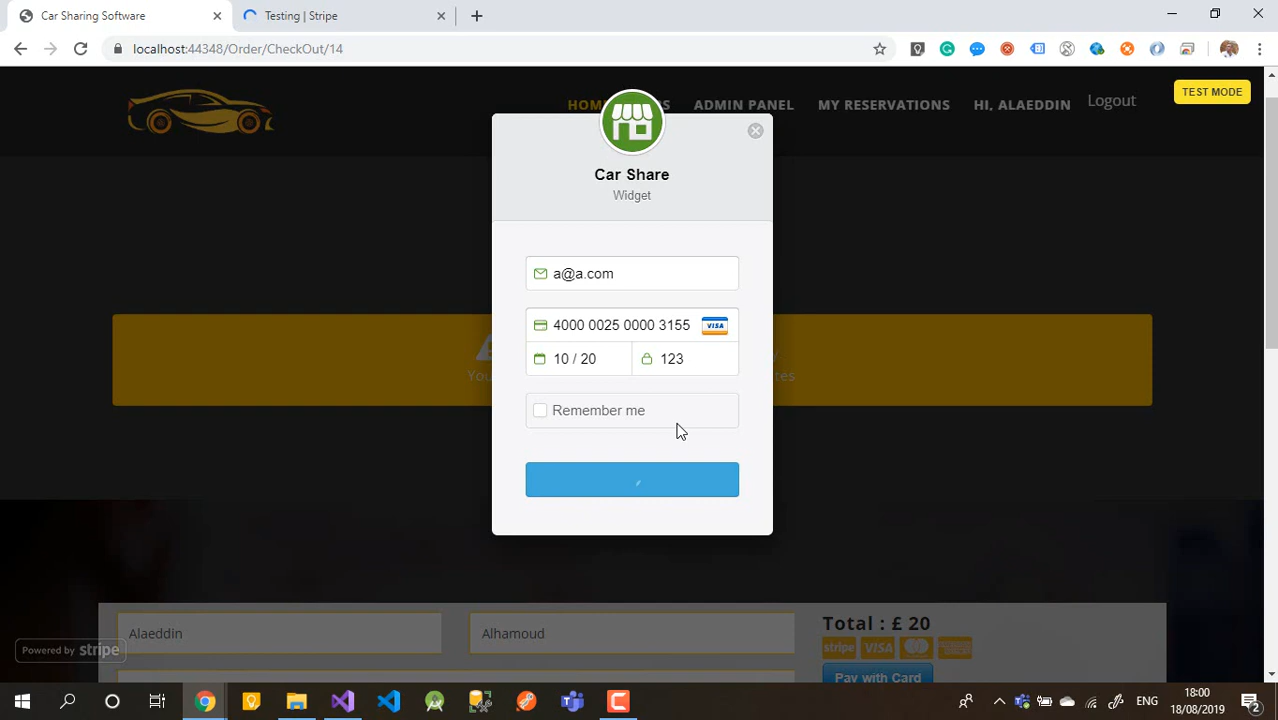 Car Sharing Software
Testing | Stripe
localhost:44348/Order/CheckOut/14
TEST MODE
ADMIN PANEL
MY RESERVATIONS
HI, ALAEDDIN
Logout
Car Share
Widget
a@a.com
4000 0025 0000 3155
VISA
10 / 20
123
Remember me
Alaeddin
Alhamoud
Total : £ 20
stripe
VISA
Pay with Card
Powered by stripe
ENG
18:00
18/08/2019
2